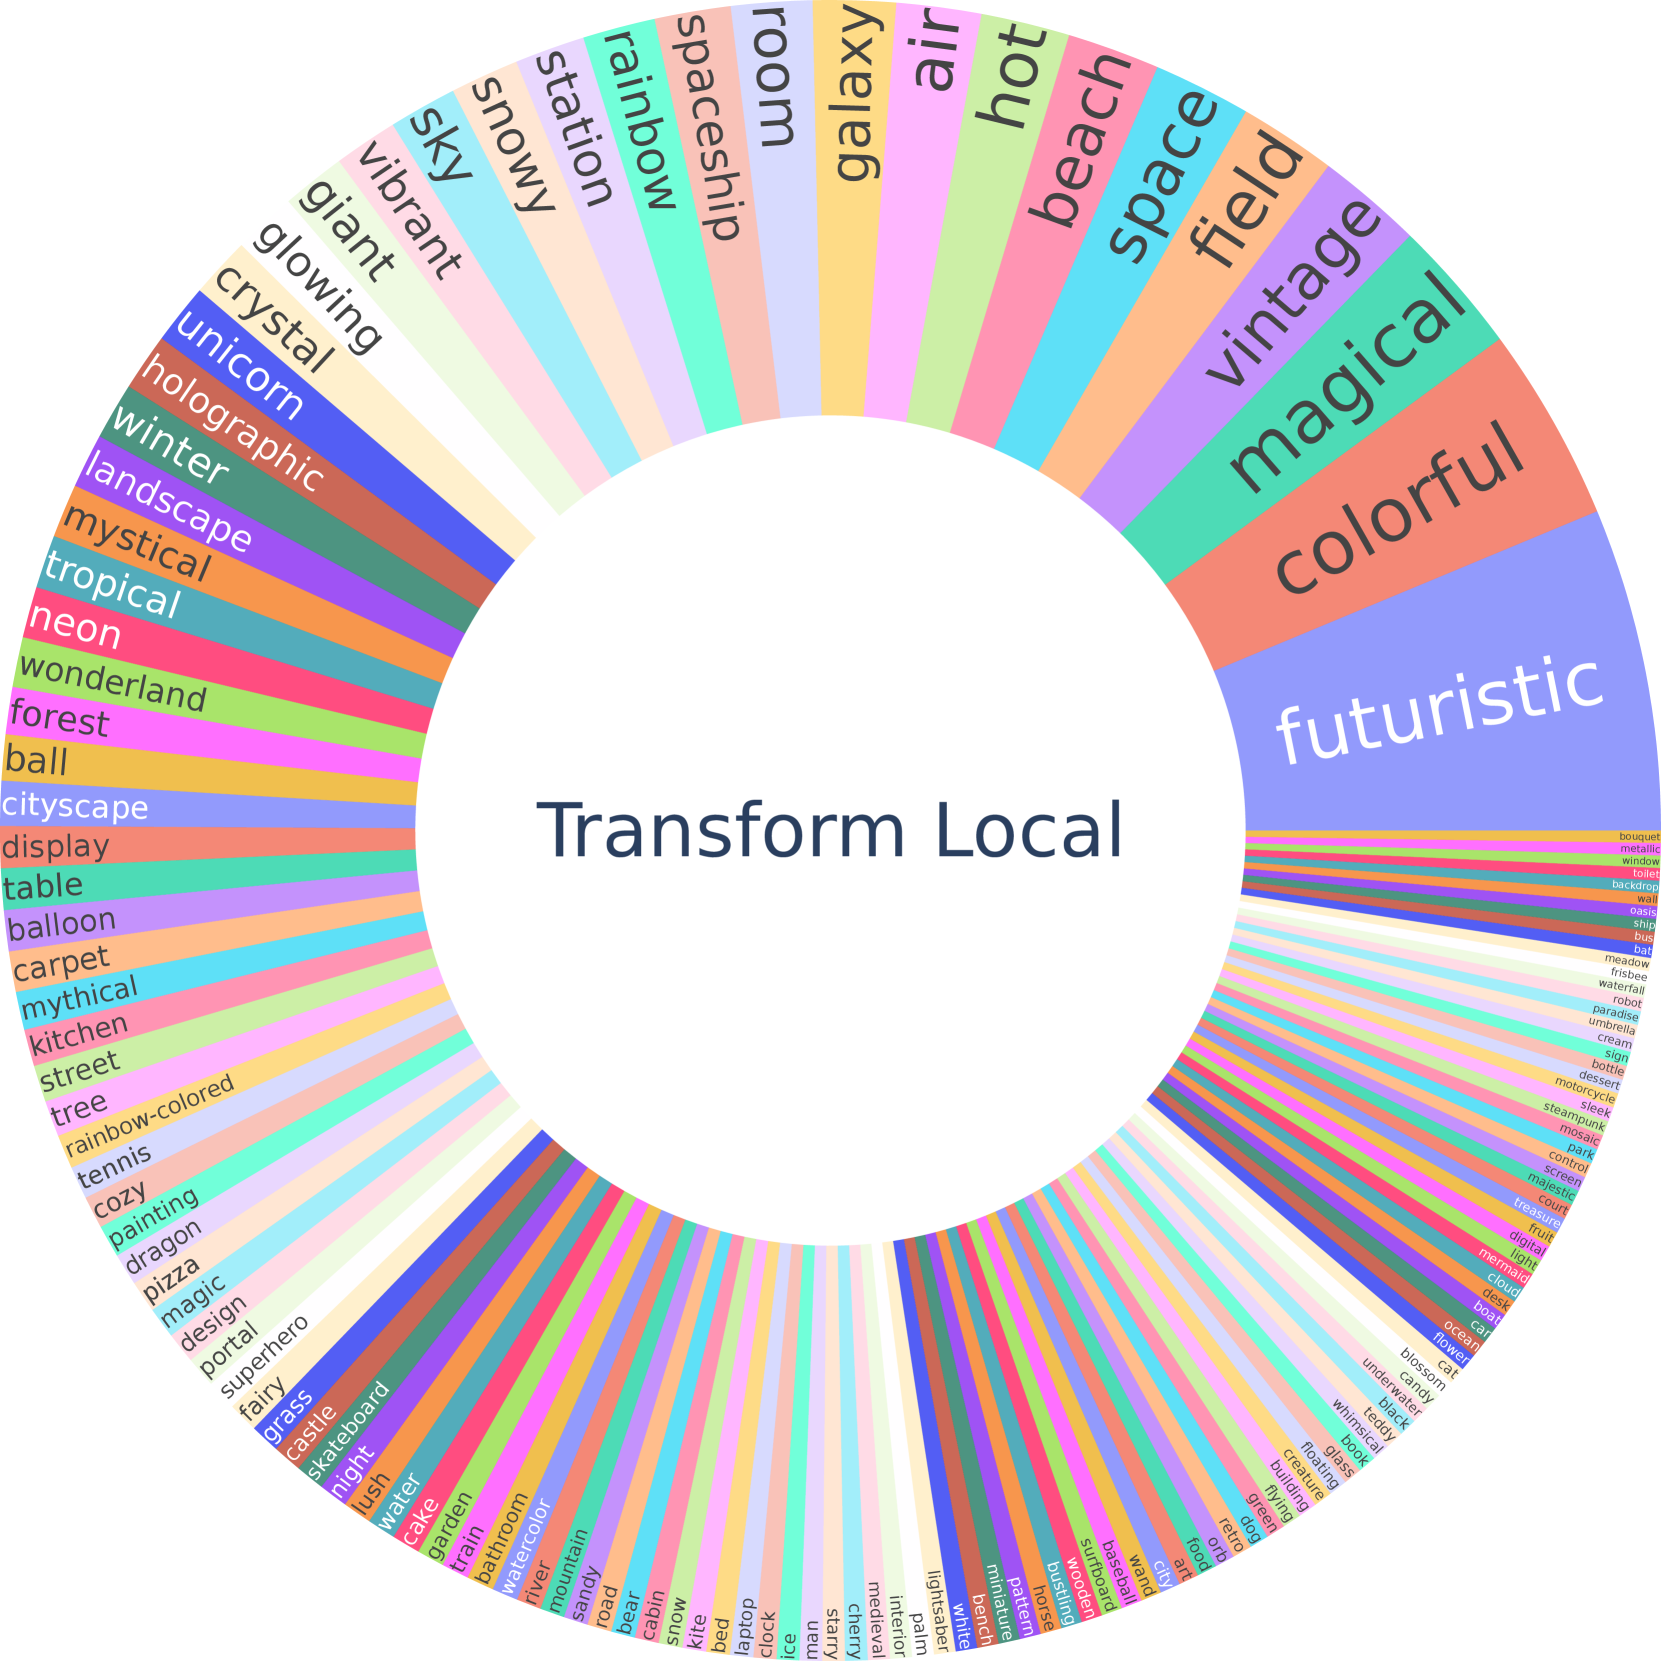 Transform Local
futuristic
colorful
magical
vintage
field
space
beach
hot
air
galaxy
room
spaceship
rainbow
station
snowy
sky
vibrant
giant
glowing
crystal
unicorn
holographic
winter
landscape
mystical
tropical
neon
wonderland
forest
ball
cityscape
display
table
balloon
carpet
mythical
kitchen
street
tree
rainbow-colored
tennis
cozy
painting
dragon
pizza
magic
design
portal
superhero
fairy
grass
castle
skateboard
night
lush
water
cake
garden
train
bathroom
watercolor
river
mountain
sandy
road
bear
cabin
snow
kite
bed
laptop
clock
ice
man
starry
cherry
medieval
interior
palm
lightsaber
white
bench
miniature
pattern
horse
bustling
wooden
surfboard
baseball
wand
city
art
food
orb
retro
dog
green
flying
building
creature
floating
glass
book
whimsical
teddy
black
underwater
candy
blossom
cat
flower
ocean
car
boat
desk
cloud
mermaid
light
digital
fruit
treasure
court
majestic
screen
control
park
mosaic
steampunk
sleek
motorcycle
dessert
bottle
sign
cream
umbrella
paradise
robot
waterfall
frisbee
meadow
bat
bus
ship
oasis
wall
backdrop
toilet
window
metallic
bouquet